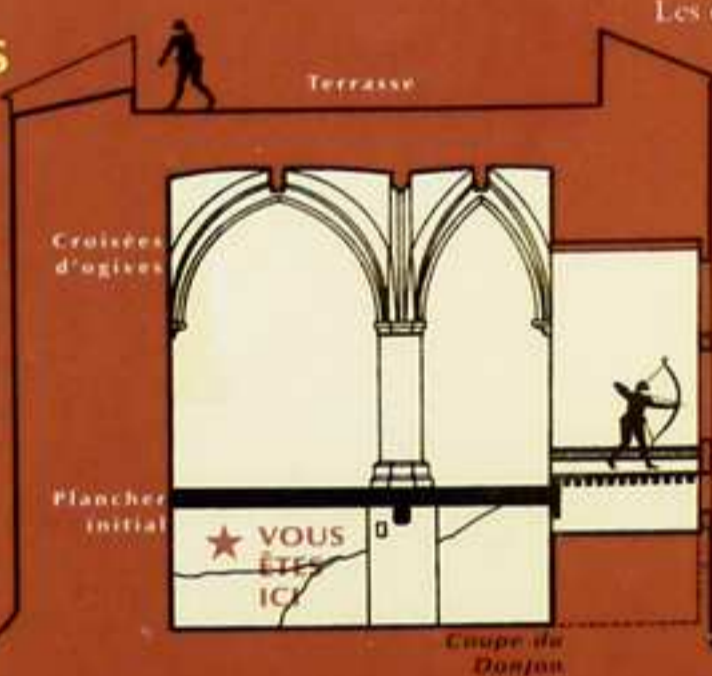 Les
Terrasse
Croisées
d'ogives
Plancher
initial
VOUS
ÊTES
ICI
Coupe du
Donjon